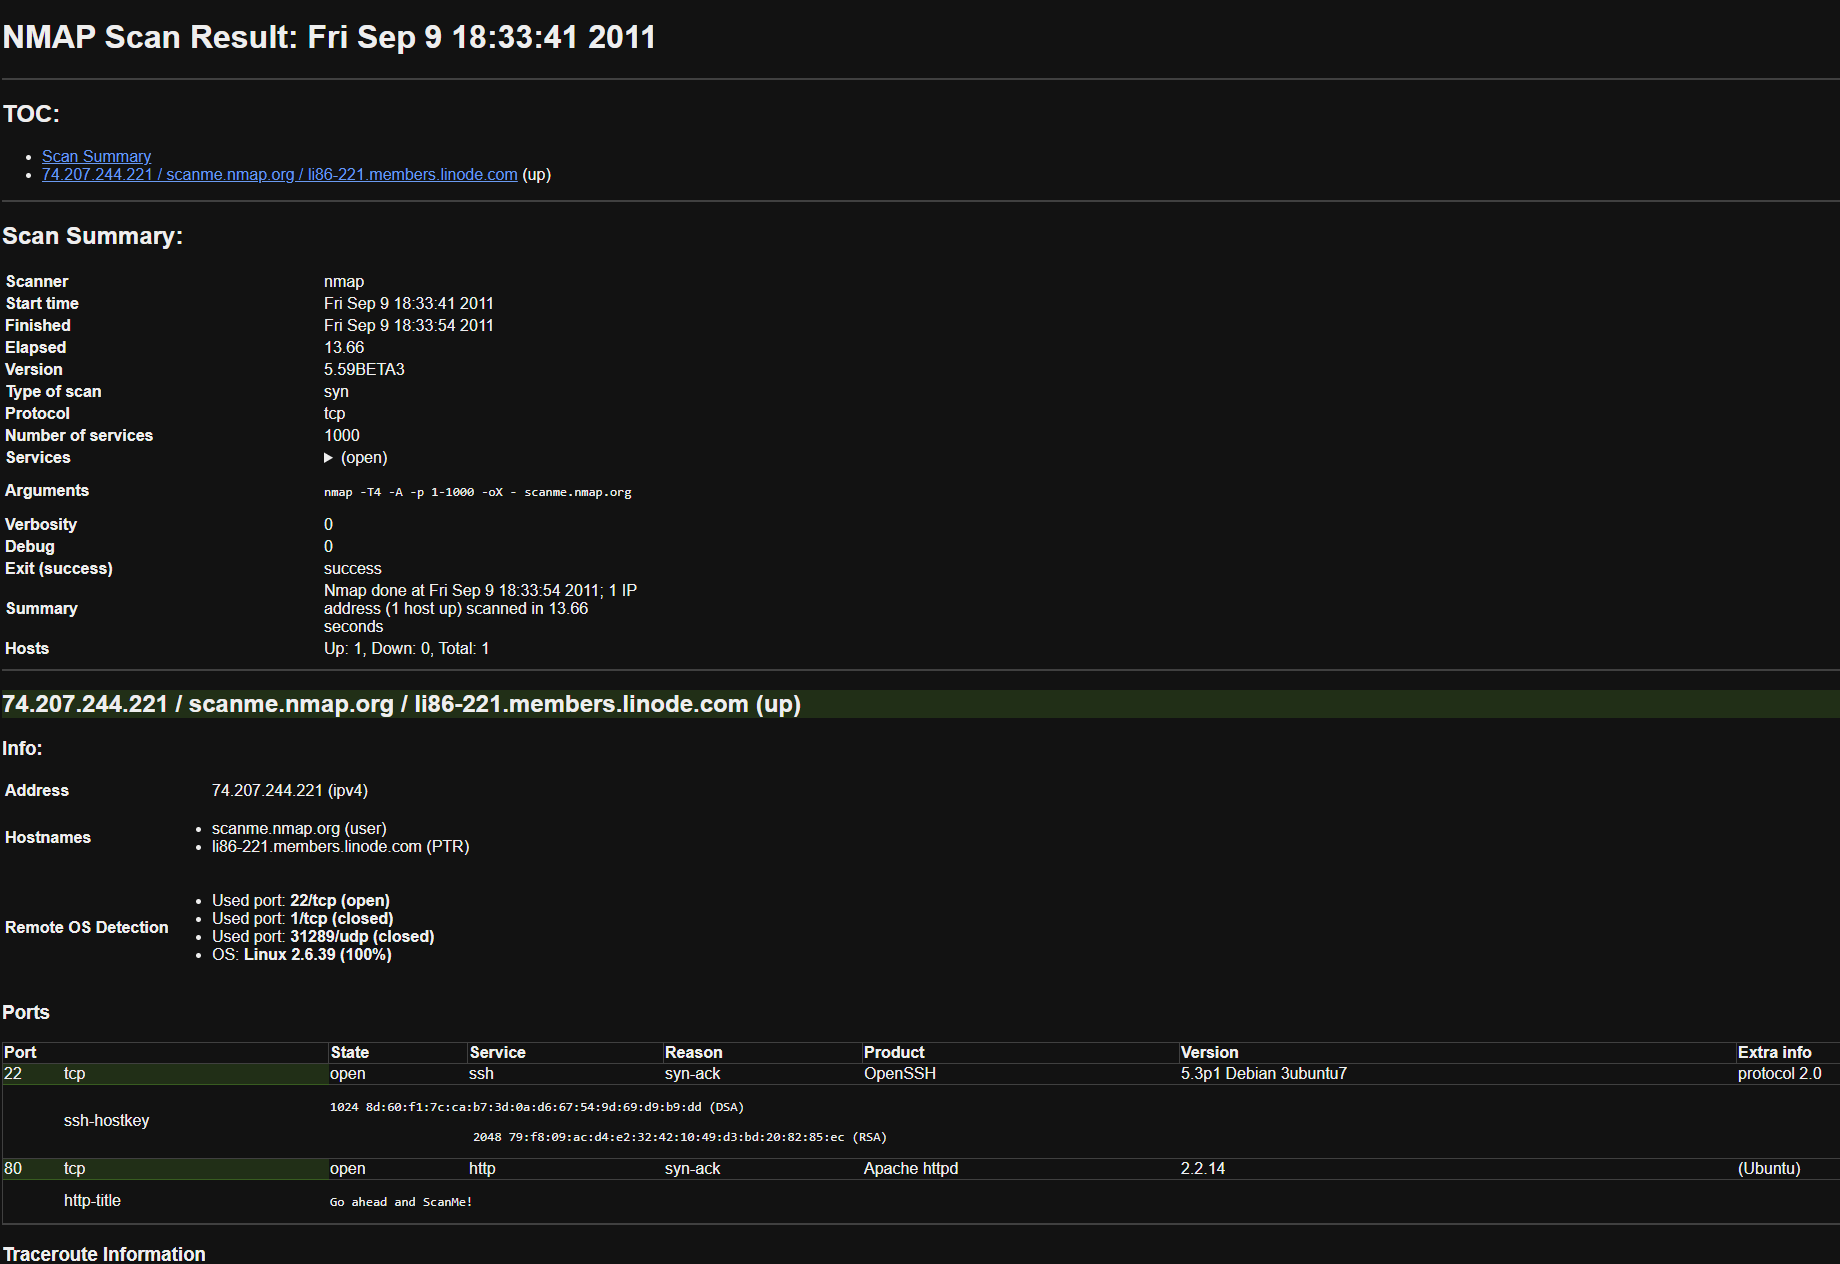 NMAP Scan Result: Fri Sep 9 18:33:41 2011
TOC:
Scan Summary
74.207.244.221 / scanme.nmap.org / li86-221.members.linode.com (up)
Scan Summary:
Scanner nmap
Start time Fri Sep 9 18:33:41 2011
Finished Fri Sep 9 18:33:54 2011
Elapsed 13.66
Version 5.59BETA3
Type of scan syn
Protocol tcp
Number of services 1000
Services (open)
Arguments nmap -T4 -A -p 1-1000 -oX - scanme.nmap.org
Verbosity 0
Debug 0
Exit (success) success
Summary Nmap done at Fri Sep 9 18:33:54 2011; 1 IP
address (1 host up) scanned in 13.66
seconds
Hosts Up: 1, Down: 0, Total: 1
74.207.244.221 / scanme.nmap.org / li86-221.members.linode.com (up)
Info:
Address 74.207.244.221 (ipv4)
Hostnames
scanme.nmap.org (user)
li86-221.members.linode.com (PTR)
Remote OS Detection
Used port: 22/tcp (open)
Used port: 1/tcp (closed)
Used port: 31289/udp (closed)
OS: Linux 2.6.39 (100%)
Ports
Port State Service Reason Product Version Extra info
22 tcp open ssh syn-ack OpenSSH 5.3p1 Debian 3ubuntu7 protocol 2.0
ssh-hostkey
1024 8d:60:f1:7c:ca:b7:3d:0a:d6:67:54:9d:69:d9:b9:dd (DSA)
2048 79:f8:09:ac:d4:e2:32:42:10:49:d3:bd:20:82:85:ec (RSA)
80 tcp open http syn-ack Apache httpd 2.2.14 (Ubuntu)
http-title Go ahead and ScanMe!
Traceroute Information